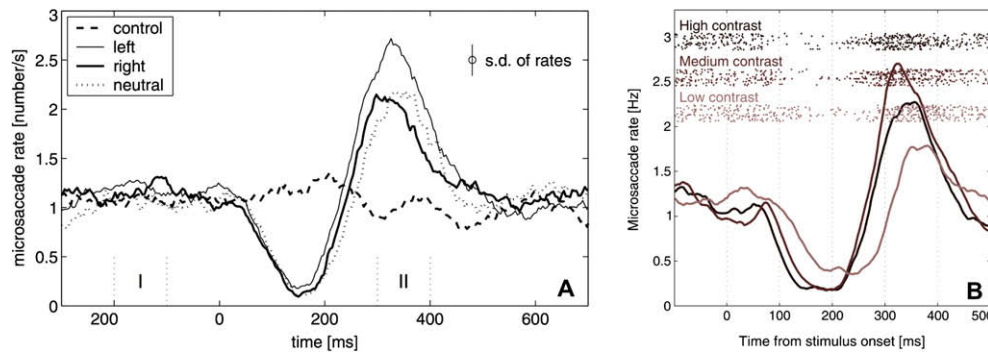 3
2.5
2
1.5
1
0.5
0
microsaccade rate [number/s]
control
left
right
neutral
s.d. of rates
I
II
A
200
0
200
400
600
time [ms]
B
High contrast
Medium contrast
Low contrast
3
2.5
2
1.5
1
0.5
0
Microsaccade rate [Hz]
0
100
200
300
400
500
Time from stimulus onset [ms]